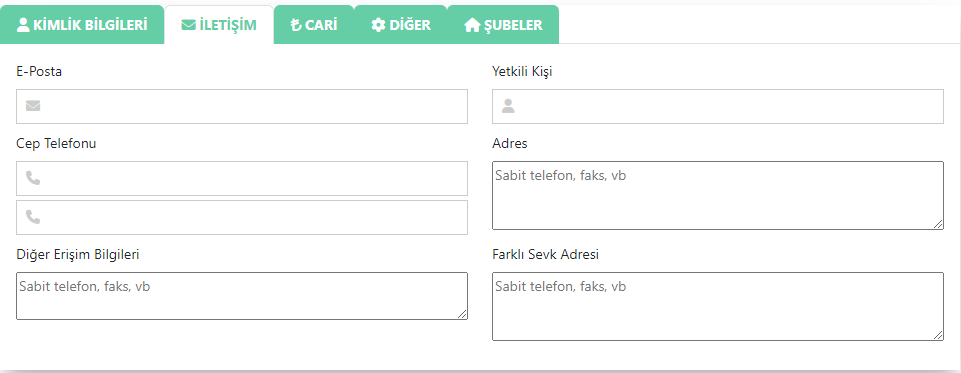 KİMLİK BİLGİLERİ İLETİŞİM CARİ DİĞER ŞUBELER
E-Posta
Yetkili Kişi
Cep Telefonu
Adres
Sabit telefon, faks, vb
Diğer Erişim Bilgileri
Farklı Sevk Adresi
Sabit telefon, faks, vb
Sabit telefon, faks, vb